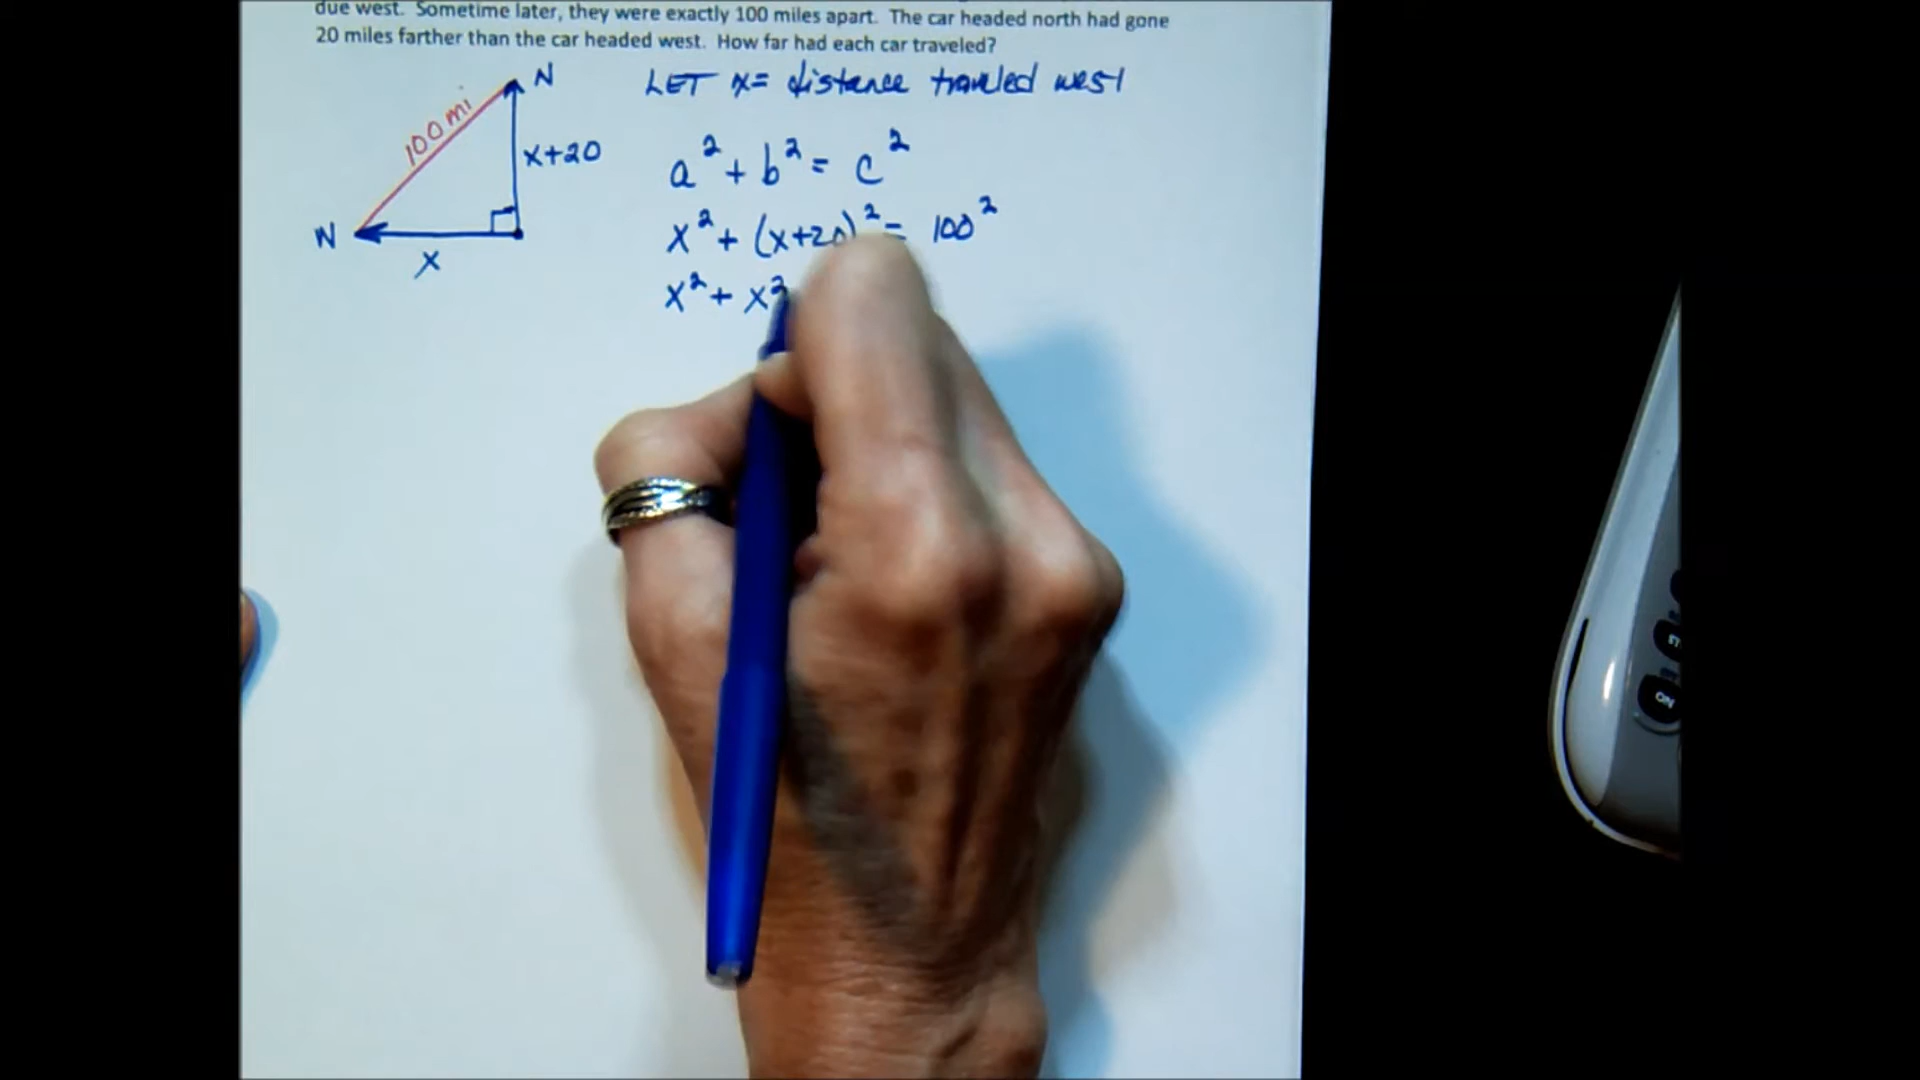 due west. Sometime later, they were exactly 100 miles apart. The car headed north had gone
20 miles farther than the car headed west. How far had each car traveled?
N
LET x = distance traveled west
100 mi
x+20
a² + b² = c²
x² + (x+20)² = 100²
N
x
x² + x²
ON